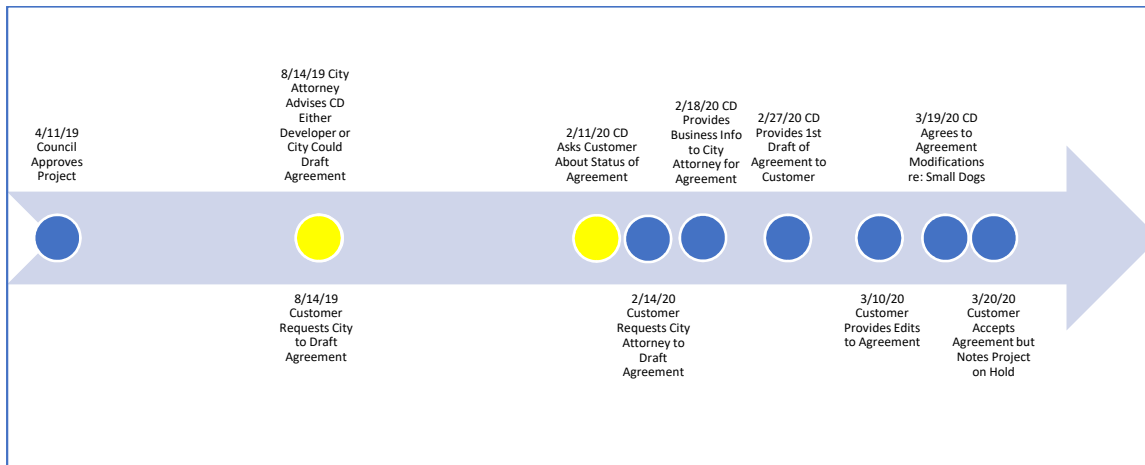 4/11/19
Council
Approves
Project
8/14/19 City
Attorney
Advises CD
Either
Developer or
City Could
Draft
Agreement
8/14/19
Customer
Requests City
to Draft
Agreement
2/11/20 CD
Asks Customer
About Status of
Agreement
2/14/20
Customer
Requests City
Attorney to
Draft
Agreement
2/18/20 CD
Provides
Business Info
to City
Attorney for
Agreement
2/27/20 CD
Provides 1st
Draft of
Agreement to
Customer
3/10/20
Customer
Provides Edits
to Agreement
3/19/20 CD
Agrees to
Agreement
Modifications
re: Small Dogs
3/20/20
Customer
Accepts
Agreement but
Notes Project
on Hold